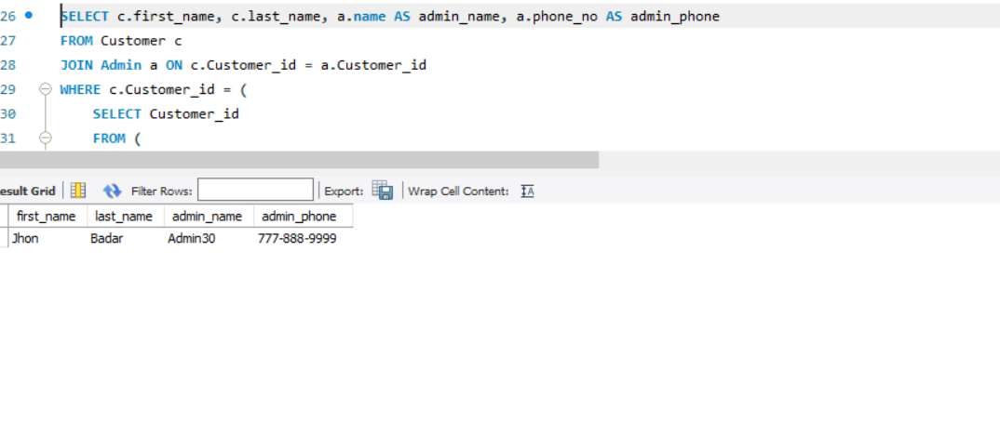 26 SELECT c.first_name, c.last_name, a.name AS admin_name, a.phone_no AS admin_phone
27 FROM Customer c
28 JOIN Admin a ON c.Customer_id = a.Customer_id
29 WHERE c.Customer_id = (
30 SELECT Customer_id
31 FROM (
esult Grid Filter Rows: Export: Wrap Cell Content: IA
first_name last_name admin_name admin_phone
Jhon Badar Admin30 777-888-9999